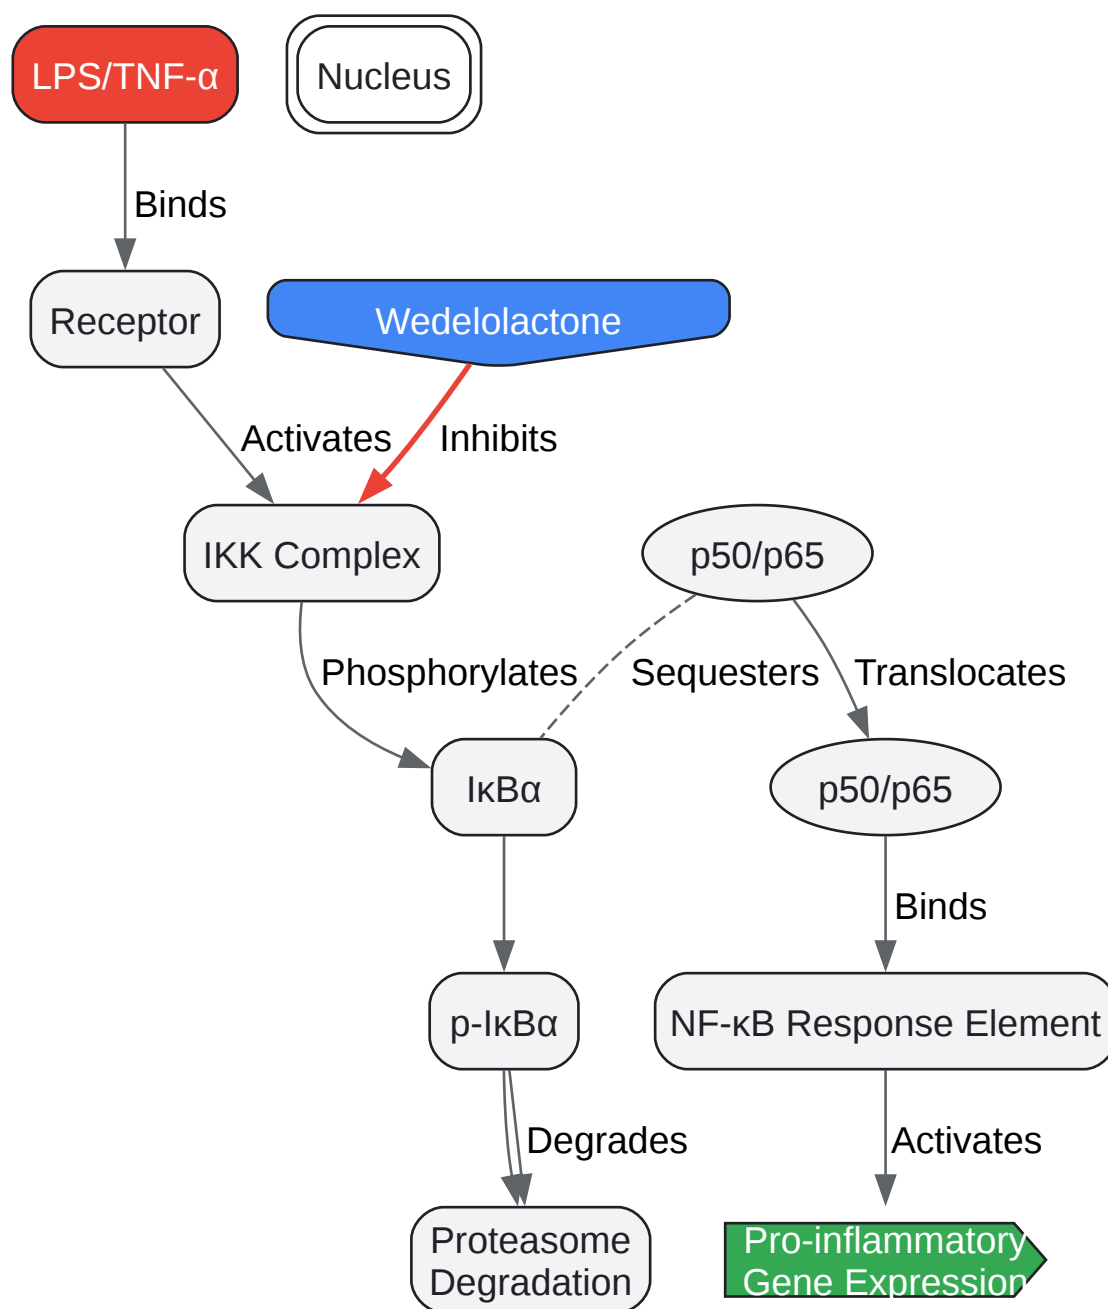 LPS/TNF-α
Nucleus
Binds
Receptor
Wedelolactone
Activates
Inhibits
IKK Complex
p50/p65
Phosphorylates
Sequesters
Translocates
IκBα
p50/p65
Binds
p-IκBα
NF-κB Response Element
Degrades
Activates
Proteasome
Degradation
Pro-inflammatory
Gene Expression